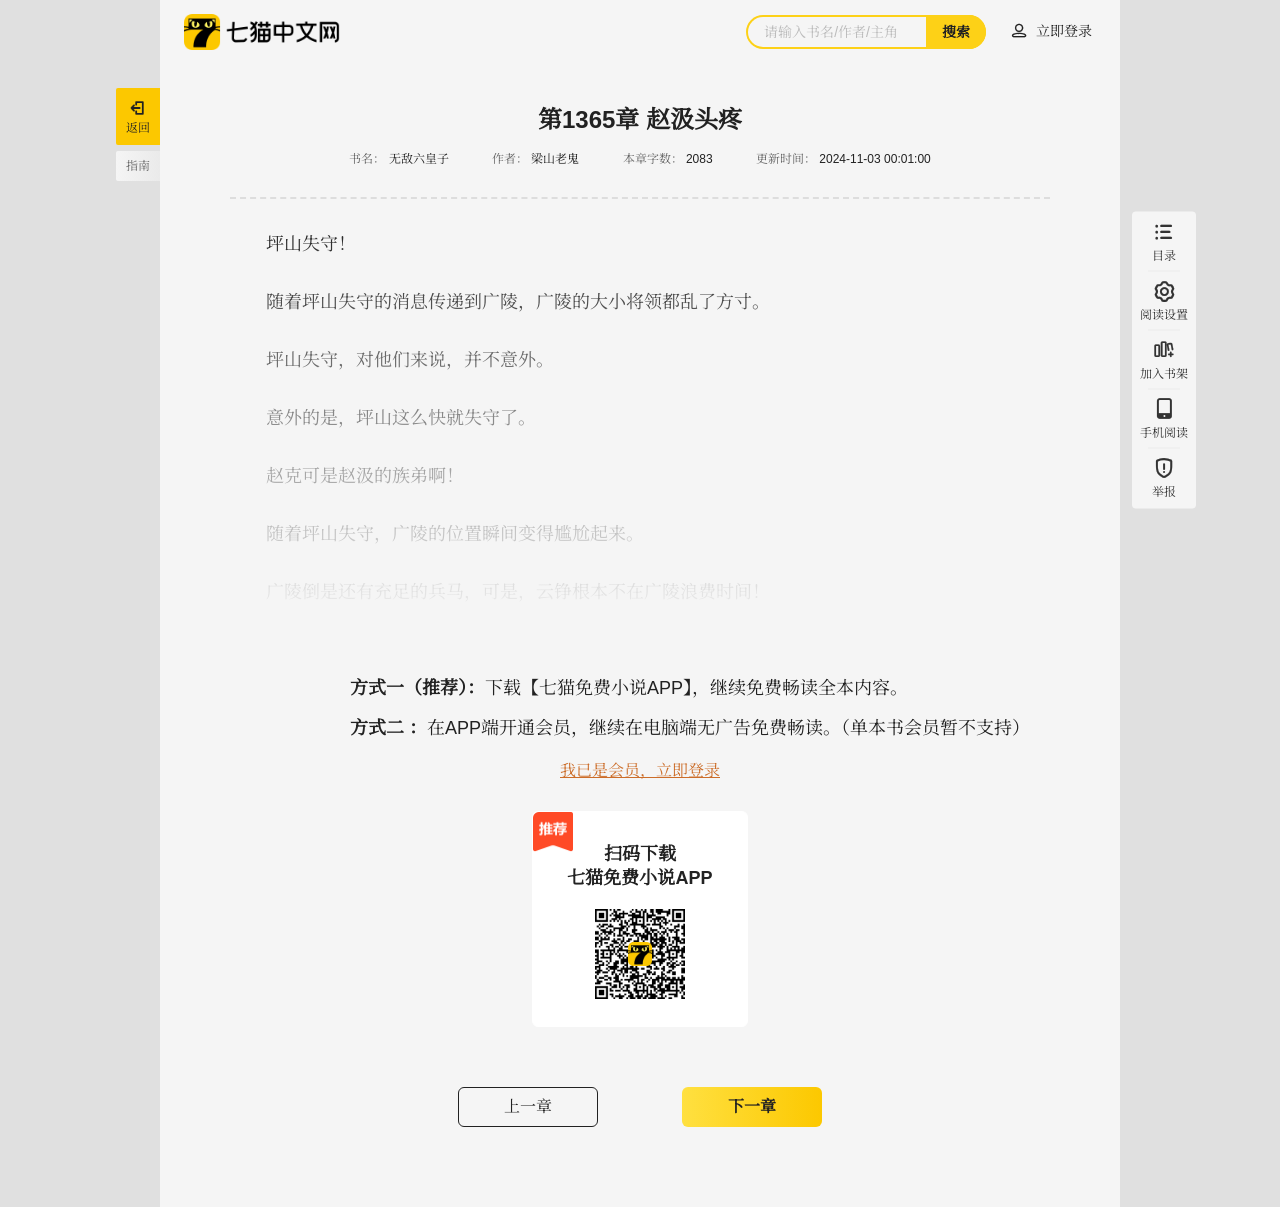 七猫中文网
请输入书名/作者/主角
搜索
立即登录
返回
指南
第1365章 赵汲头疼
书名： 无敌六皇子 作者： 梁山老鬼 本章字数： 2083 更新时间： 2024-11-03 00:01:00
坪山失守！
随着坪山失守的消息传递到广陵，广陵的大小将领都乱了方寸。
坪山失守，对他们来说，并不意外。
意外的是，坪山这么快就失守了。
赵克可是赵汲的族弟啊！
随着坪山失守，广陵的位置瞬间变得尴尬起来。
广陵倒是还有充足的兵马，可是，云铮根本不在广陵浪费时间！
目录
阅读设置
加入书架
手机阅读
举报
方式一（推荐）：下载【七猫免费小说APP】，继续免费畅读全本内容。
方式二 ：在APP端开通会员，继续在电脑端无广告免费畅读。（单本书会员暂不支持）
我已是会员，立即登录
推荐
扫码下载
七猫免费小说APP
上一章
下一章